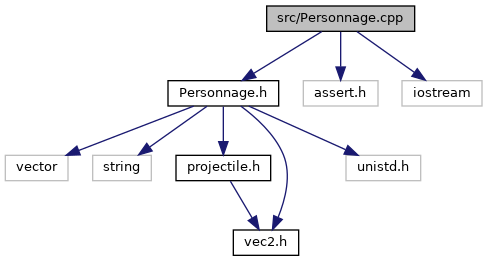 src/Personnage.cpp
Personnage.h
assert.h
iostream
vector
string
projectile.h
unistd.h
vec2.h